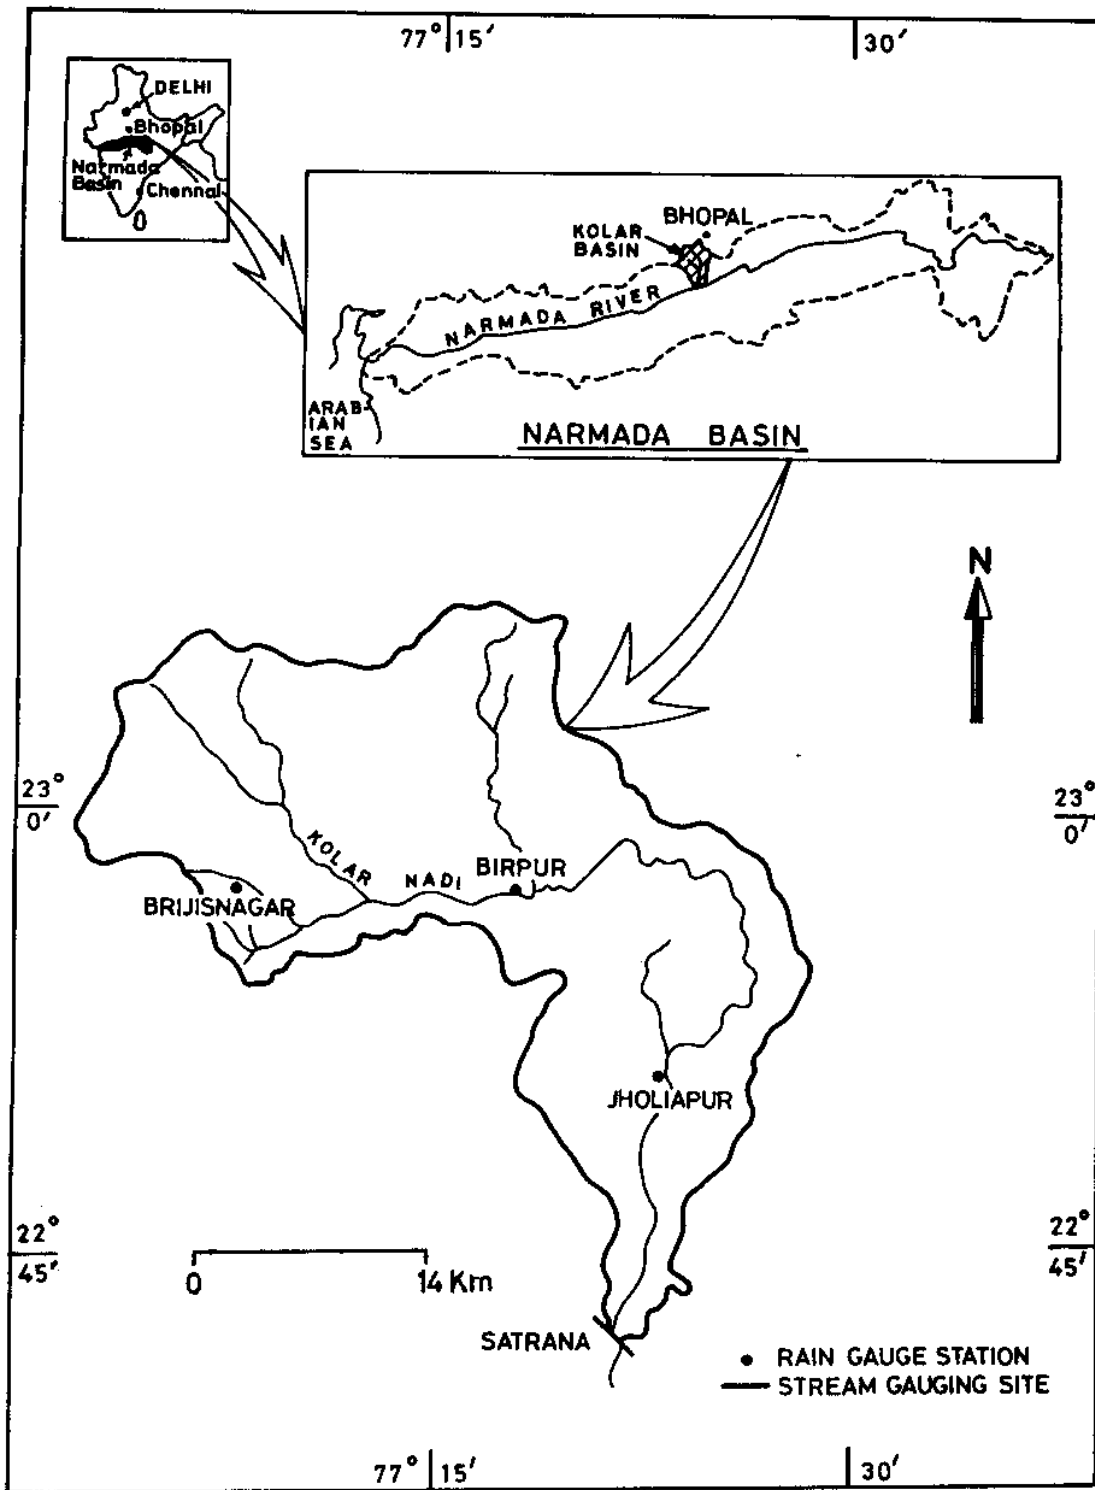 77° 15′ 30′
DELHI
Bhopal
Narmada
Basin
Chennai
BHOPAL
KOLAR
BASIN
NARMADA RIVER
ARAB-
IAN
SEA
NARMADA BASIN
N
23°
0′
23°
0′
KOLAR NADI
BIRPUR
BRIJISNAGAR
JHOLIAPUR
22°
45′
22°
45′
0 14 Km
SATRANA
RAIN GAUGE STATION
STREAM GAUGING SITE
77° 15′ 30′